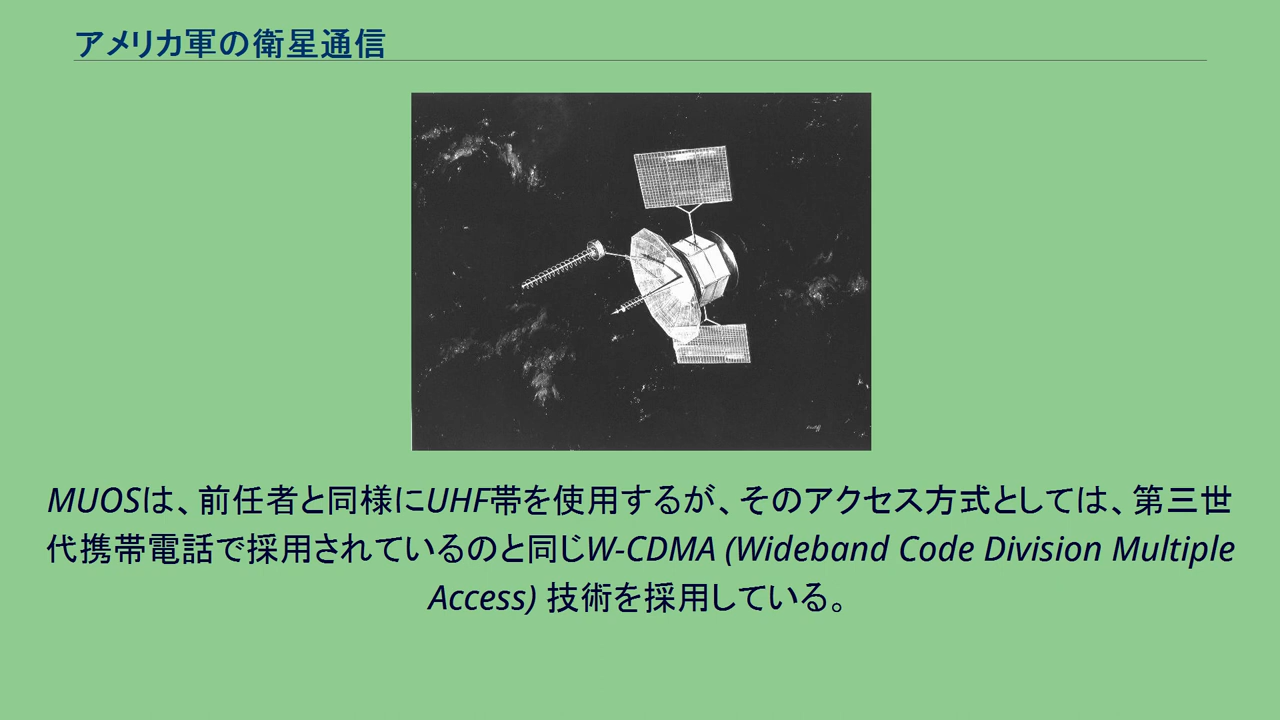 アメリカ軍の衛星通信
MUOSは、前任者と同様にUHF帯を使用するが、そのアクセス方式としては、第三世
代携帯電話で採用されているのと同じW-CDMA (Wideband Code Division Multiple
Access) 技術を採用している。